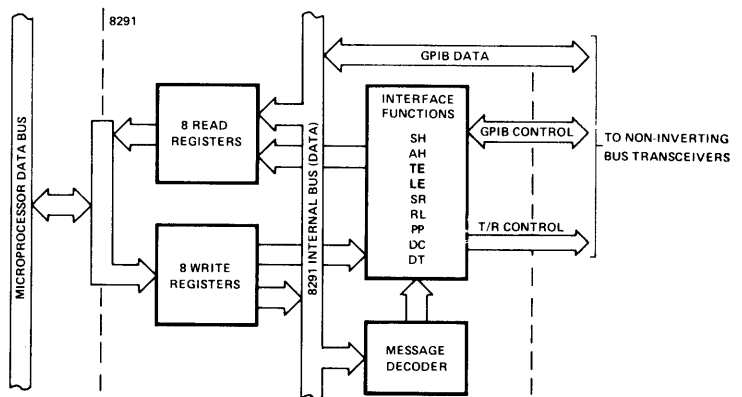 8291
MICROPROCESSOR DATA BUS
8 READ
REGISTERS
8 WRITE
REGISTERS
8291 INTERNAL BUS (DATA)
GPIB DATA
INTERFACE
FUNCTIONS
SH
AH
TE
LE
SR
RL
PP
DC
DT
GPIB CONTROL
T/R CONTROL
TO NON-INVERTING
BUS TRANSCEIVERS
MESSAGE
DECODER